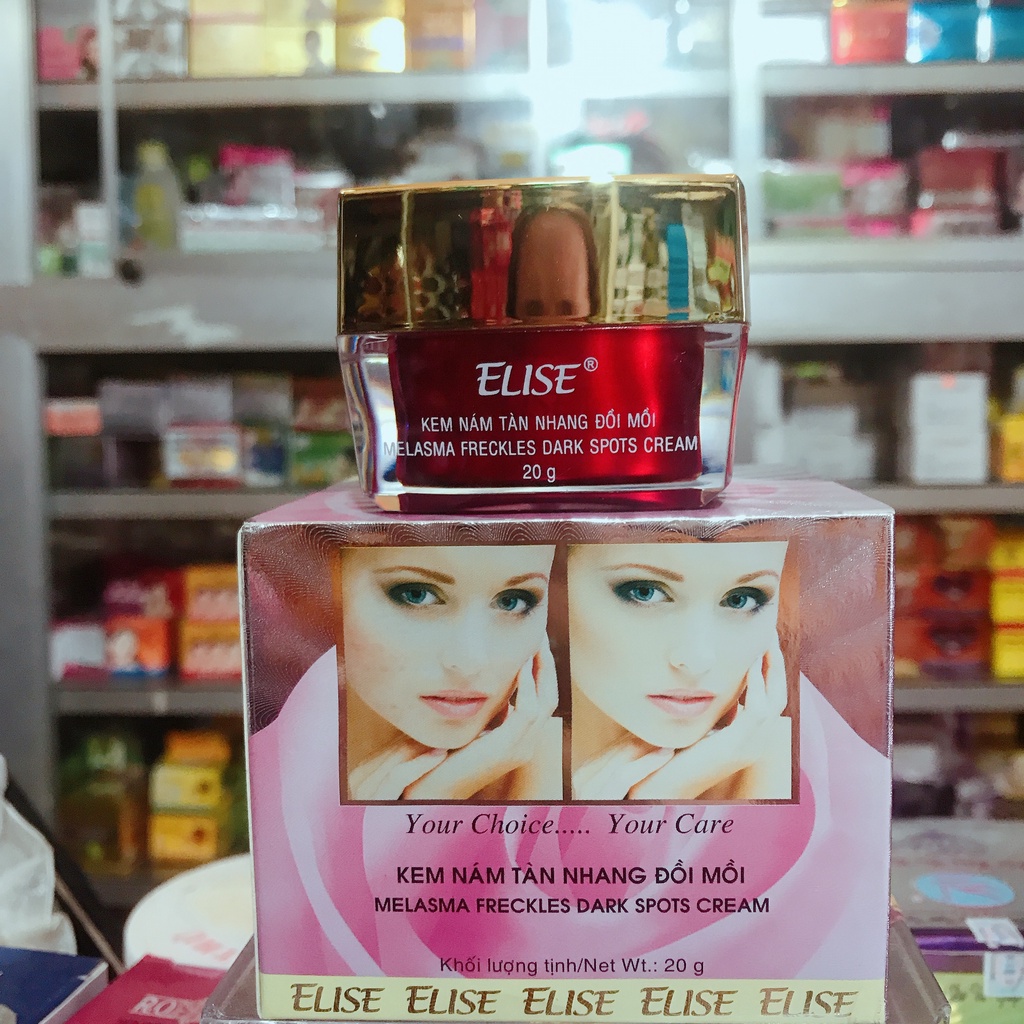 ELISE®
KEM NÁM TÀN NHANG ĐỒI MỒI
MELASMA FRECKLES DARK SPOTS CREAM
20 g
Your Choice..... Your Care
KEM NÁM TÀN NHANG ĐỒI MỒI
MELASMA FRECKLES DARK SPOTS CREAM
Khối lượng tịnh/Net Wt.: 20 g
ELISE ELISE ELISE ELISE ELISE